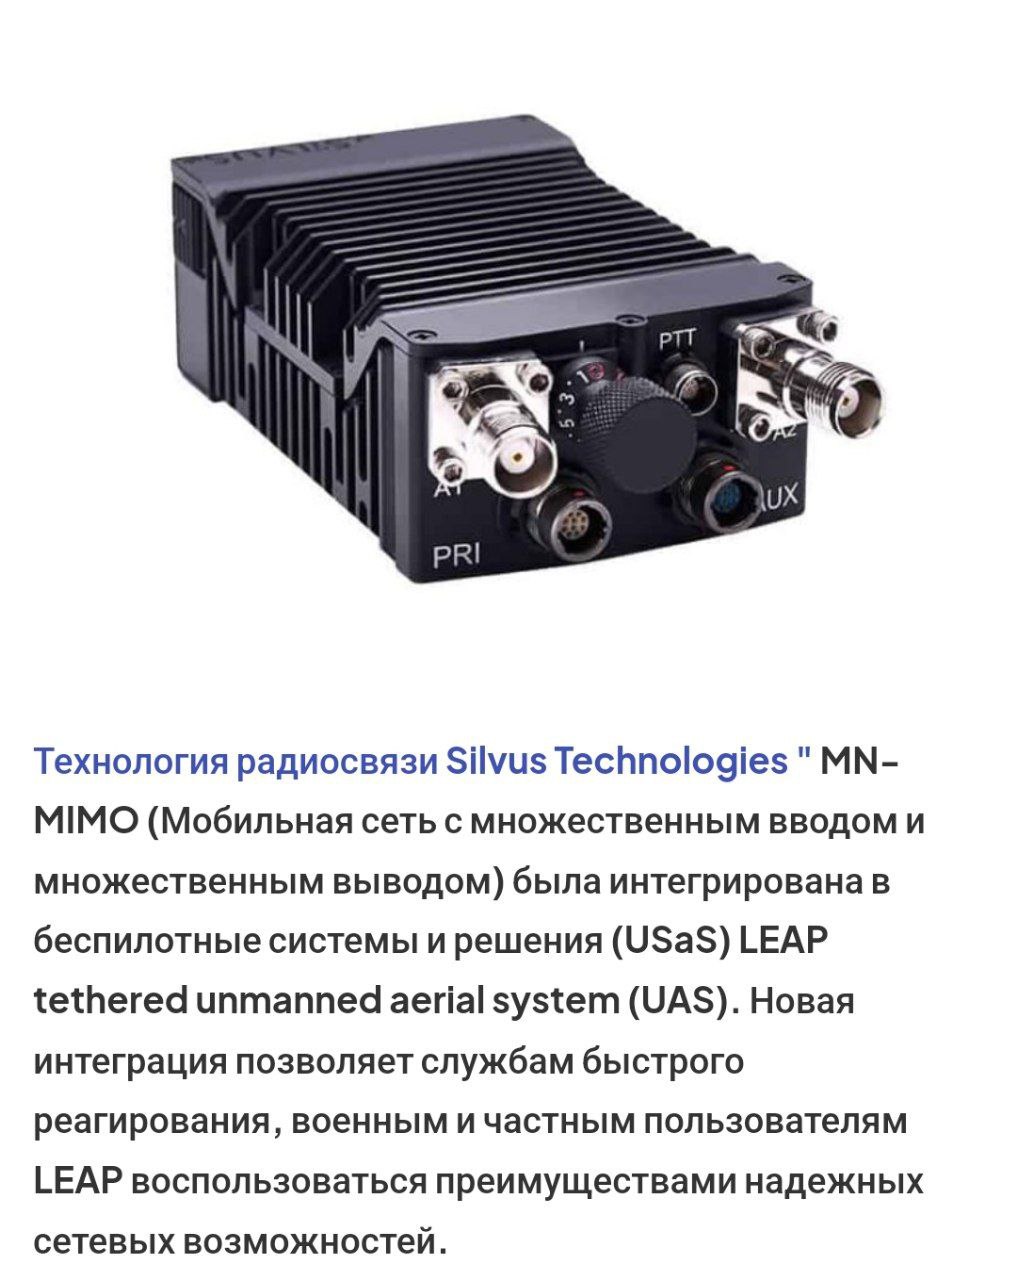 SILVUS
PTT
1
3
5
A1
A2
PRI
Технология радиосвязи Silvus Technologies " MN-
MIMO (Мобильная сеть с множественным вводом и
множественным выводом) была интегрирована в
беспилотные системы и решения (USaS) LEAP
tethered unmanned aerial system (UAS). Новая
интеграция позволяет службам быстрого
реагирования, военным и частным пользователям
LEAP воспользоваться преимуществами надежных
сетевых возможностей.